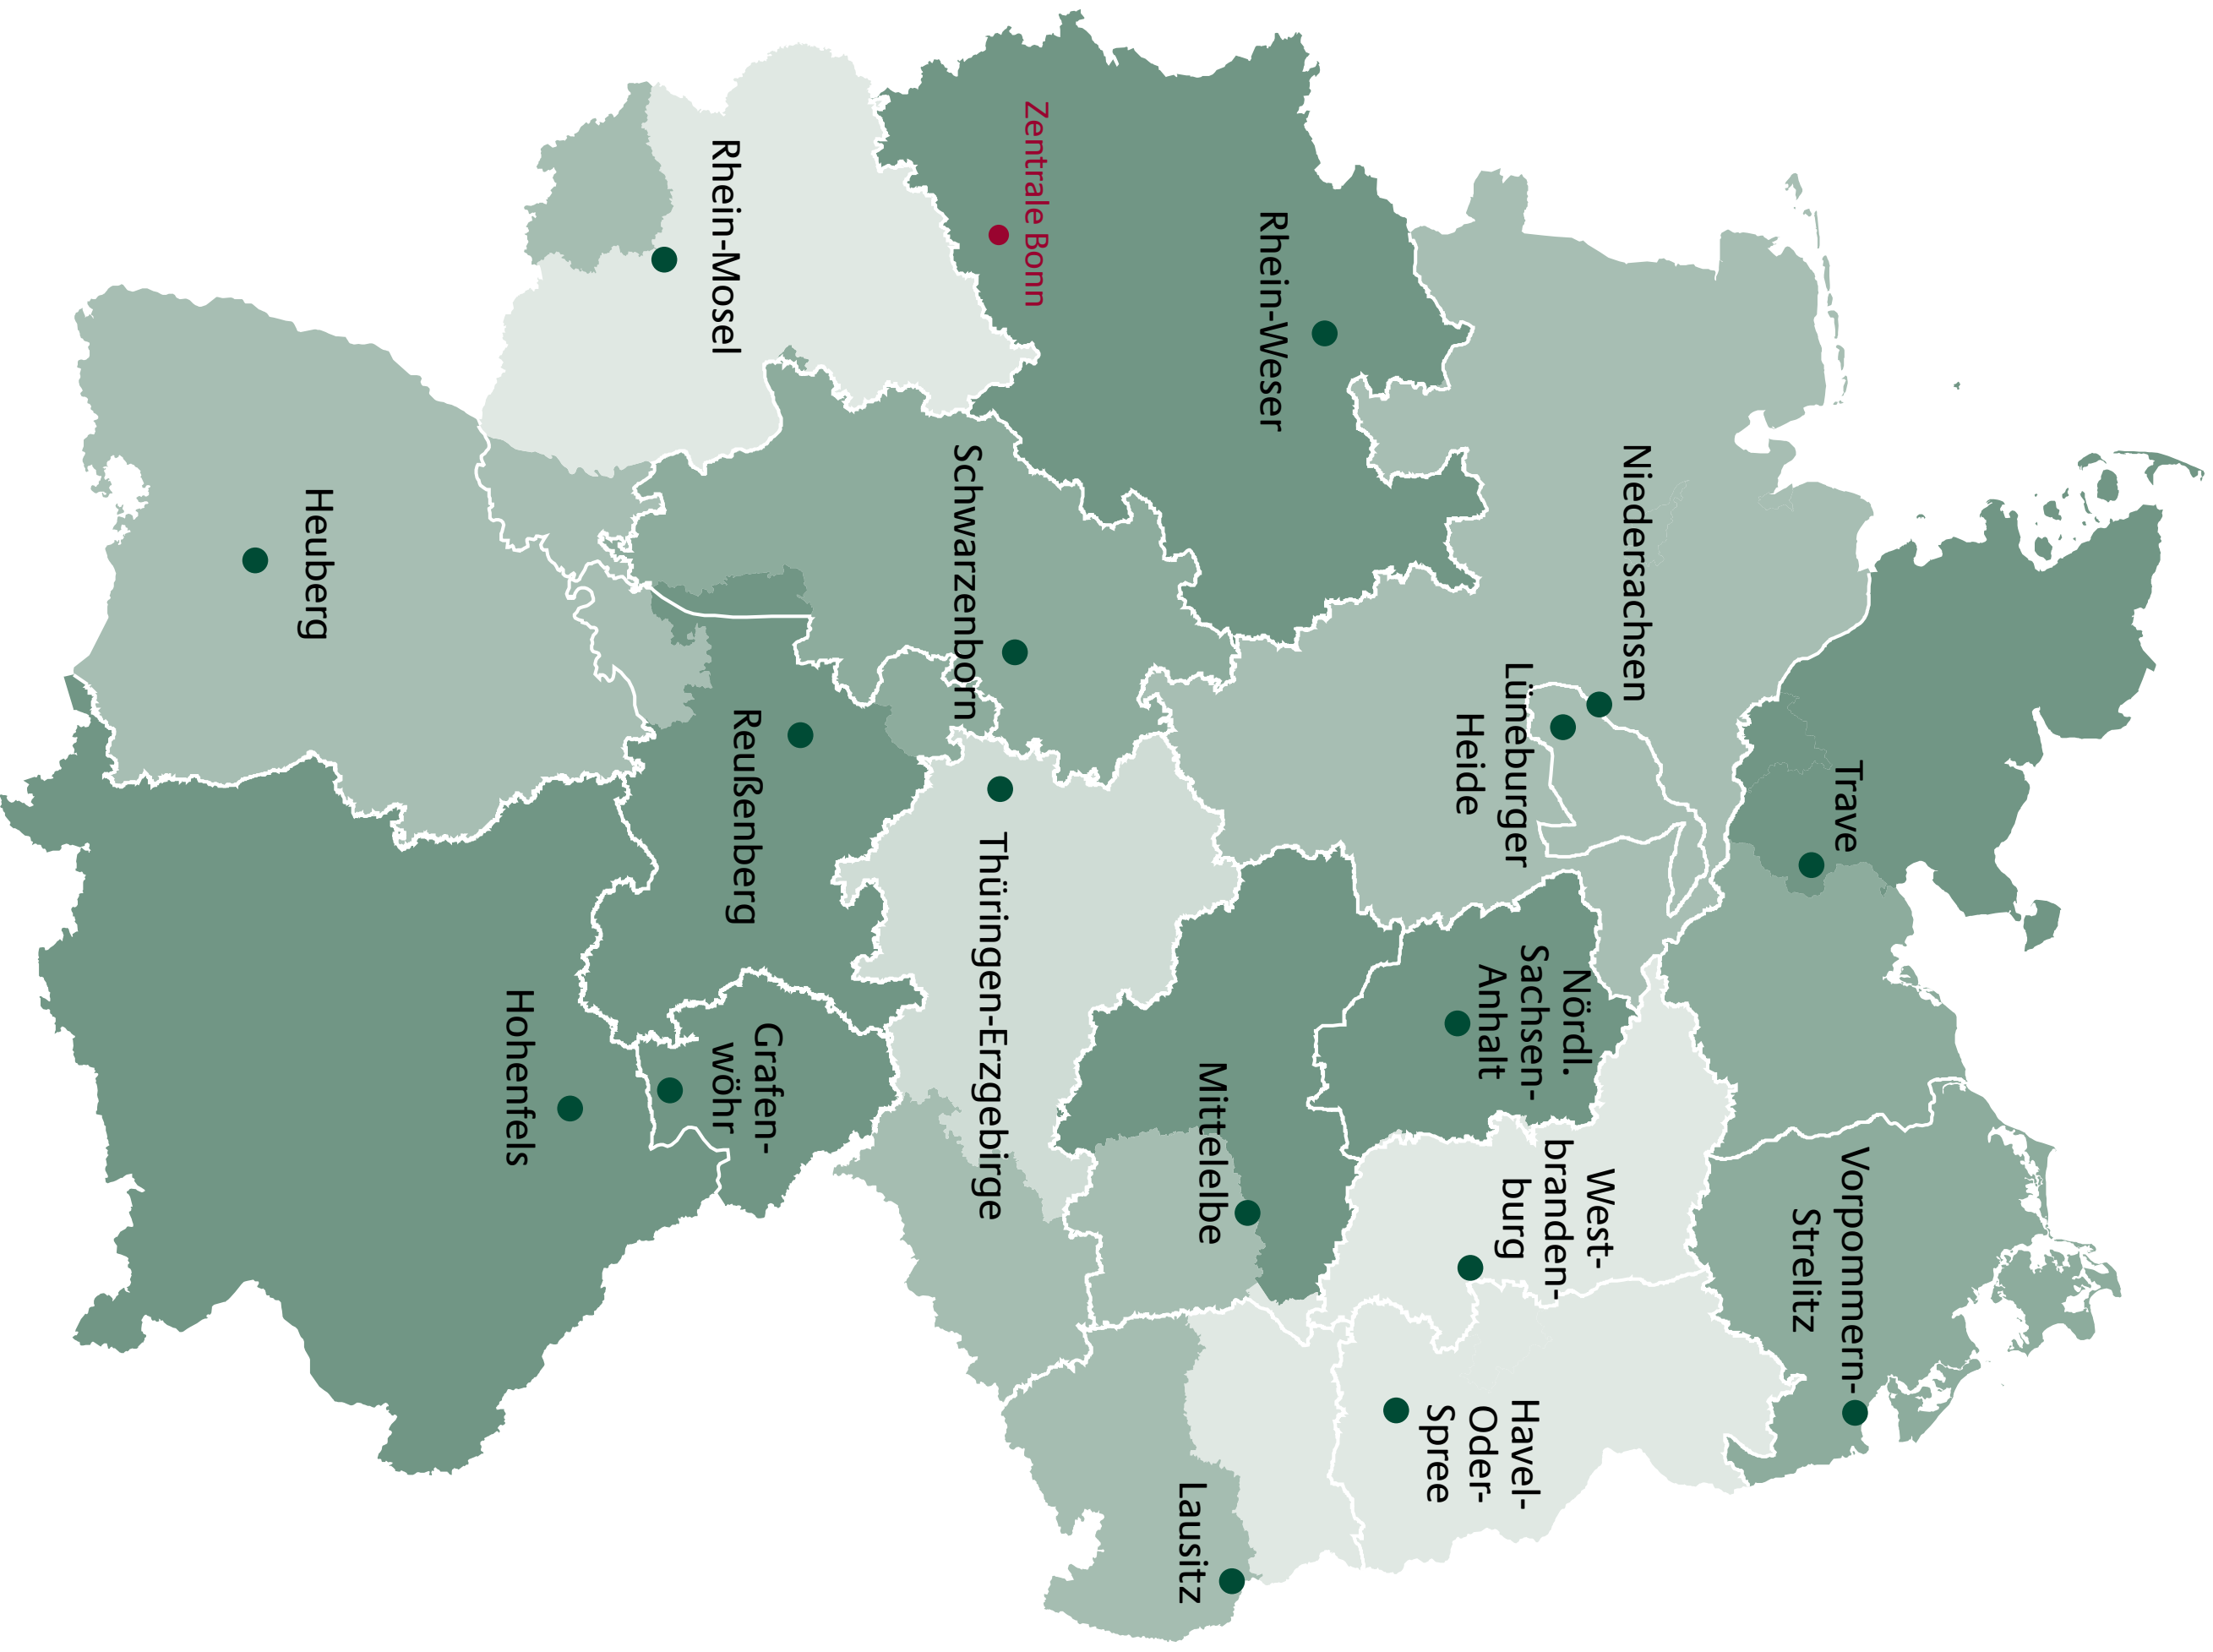 Trave
Vorpommern-
Strelitz
Niedersachsen
Lüneburger
Heide
Nördl.
Sachsen-
Anhalt
West-
branden-
burg
Havel-
Oder-
Spree
Rhein-Weser
Mittelelbe
Lausitz
Zentrale Bonn
Schwarzenborn
Thüringen-Erzgebirge
Rhein-Mosel
Reußenberg
Grafen-
wöhr
Hohenfels
Heuberg